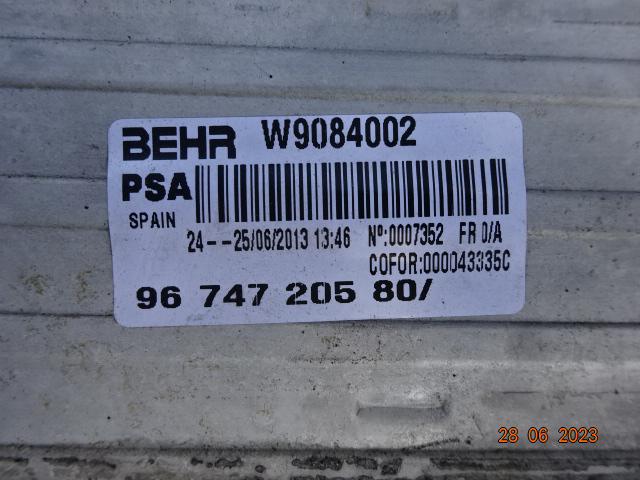 BEHR W9084002
PSA
SPAIN
24--25/06/2013 13:46 Nº:0007352 FR 0/A
COFOR:000043335C
96 747 205 80/
28 06 2023